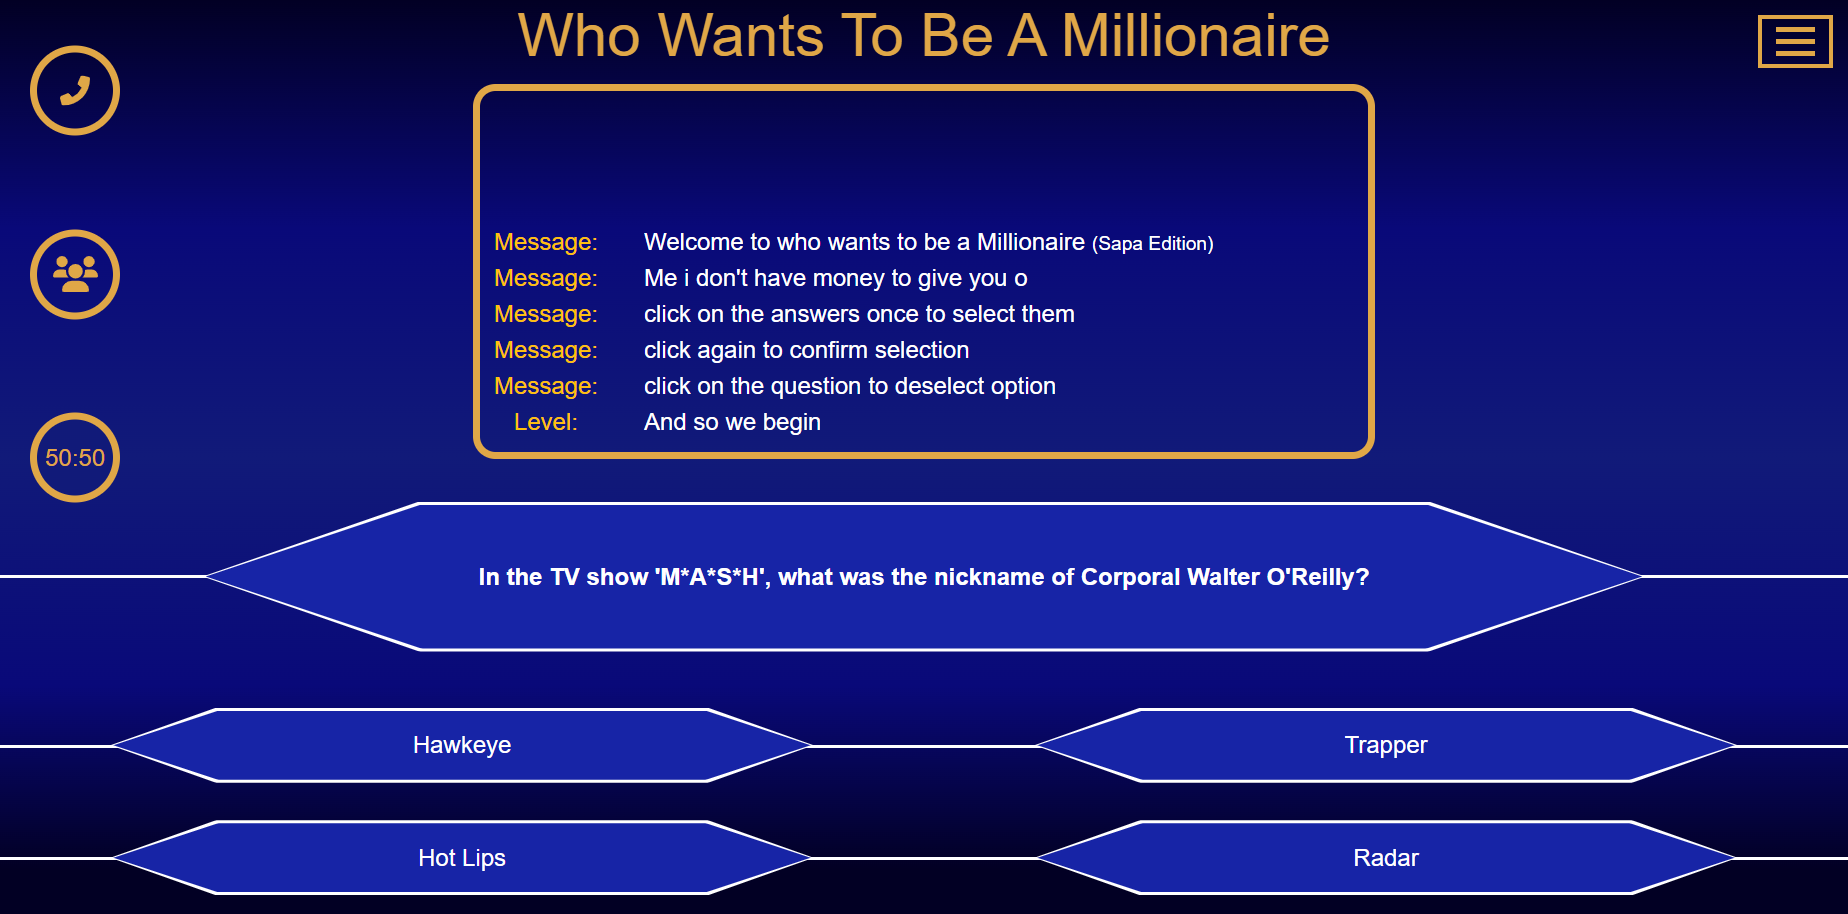 Who Wants To Be A Millionaire
Message: Welcome to who wants to be a Millionaire (Sapa Edition)
Message: Me i don't have money to give you o
Message: click on the answers once to select them
Message: click again to confirm selection
Message: click on the question to deselect option
Level: And so we begin
50:50
In the TV show 'M*A*S*H', what was the nickname of Corporal Walter O'Reilly?
Hawkeye
Trapper
Hot Lips
Radar